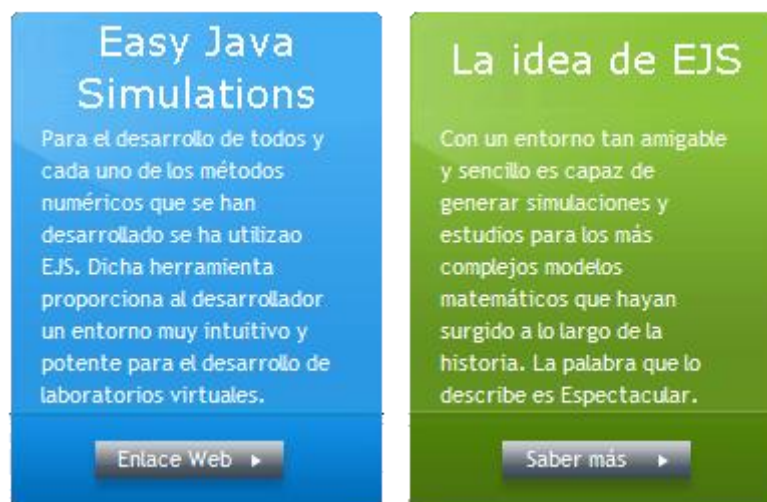 Easy Java
Simulations
Para el desarrollo de todos y
cada uno de los métodos
numéricos que se han
desarrollado se ha utilizao
EJS. Dicha herramienta
proporciona al desarrollador
un entorno muy intuítivo y
potente para el desarrollo de
laboratorios virtuales.
Enlace Web
La idea de EJS
Con un entorno tan amigable
y sencillo es capaz de
generar simulaciones y
estudios para los más
complejos modelos
matemáticos que hayan
surgido a lo largo de la
historia. La palabra que lo
describe es Espectacular.
Saber más